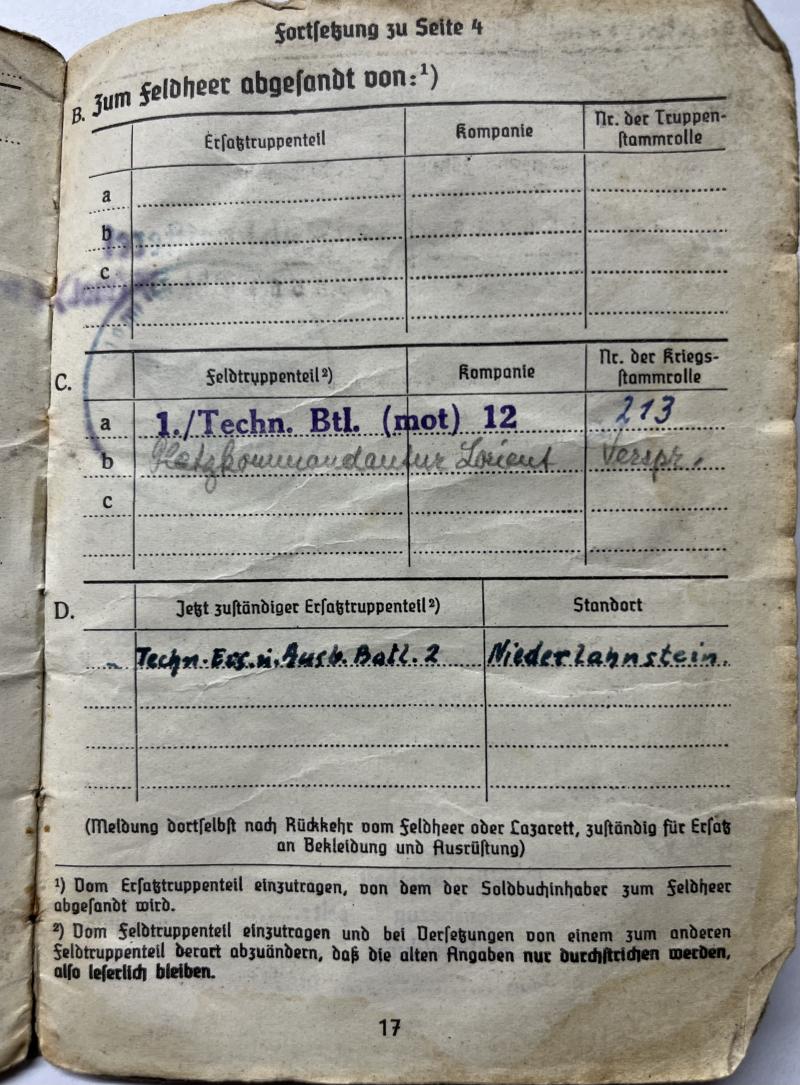 Fortsetzung zu Seite 4
B. Zum Feldheer abgesandt von:¹)
Ersatztruppenteil Kompanie Nr. der Truppen-
stammrolle
a
b
c
C. Feldtruppenteil²) Kompanie Nr. der Kriegs-
stammrolle
a 1./Techn. Btl. (mot) 12 213
b Platzkommandantur Lorient Verspr.
c
D. Jetzt zuständiger Ersatztruppenteil²) Standort
Techn. Ers. u. Ausb. Batl. 2 Niederlahnstein.
(Meldung dortselbst nach Rückkehr vom Feldheer oder Lazarett, zuständig für Ersatz
an Bekleidung und Ausrüstung)
¹) Vom Ersatztruppenteil einzutragen, von dem der Soldbuchinhaber zum Feldheer
abgesandt wird.
²) Vom Feldtruppenteil einzutragen und bei Versetzungen von einem zum anderen
Feldtruppenteil derart abzuändern, daß die alten Angaben nur durchstrichen werden,
also leserlich bleiben.
17